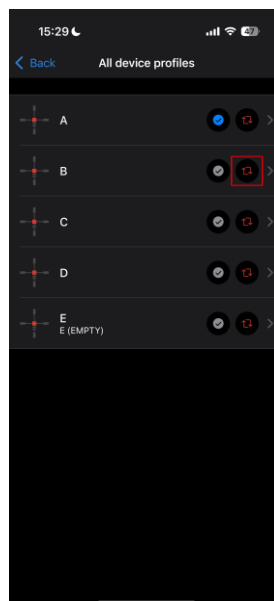 15:29
47
Back
All device profiles
A
B
C
D
E
E (EMPTY)